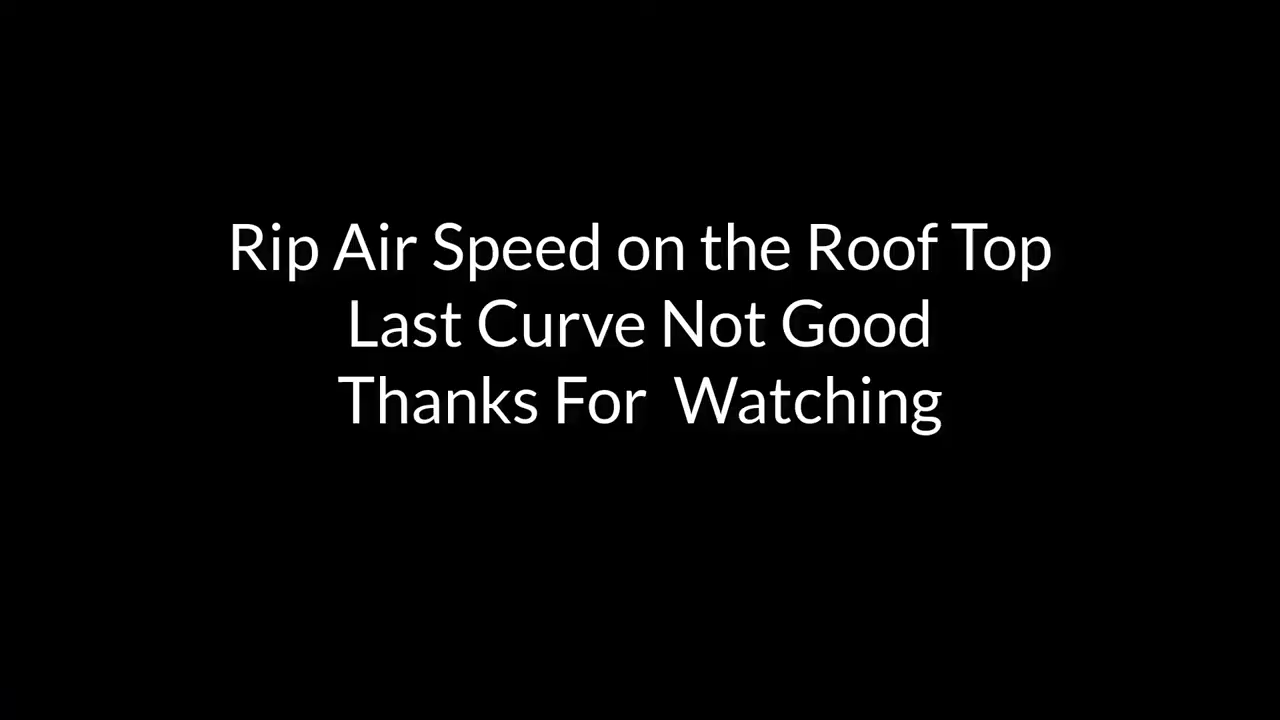 Rip Air Speed on the Roof Top
Last Curve Not Good
Thanks For  Watching